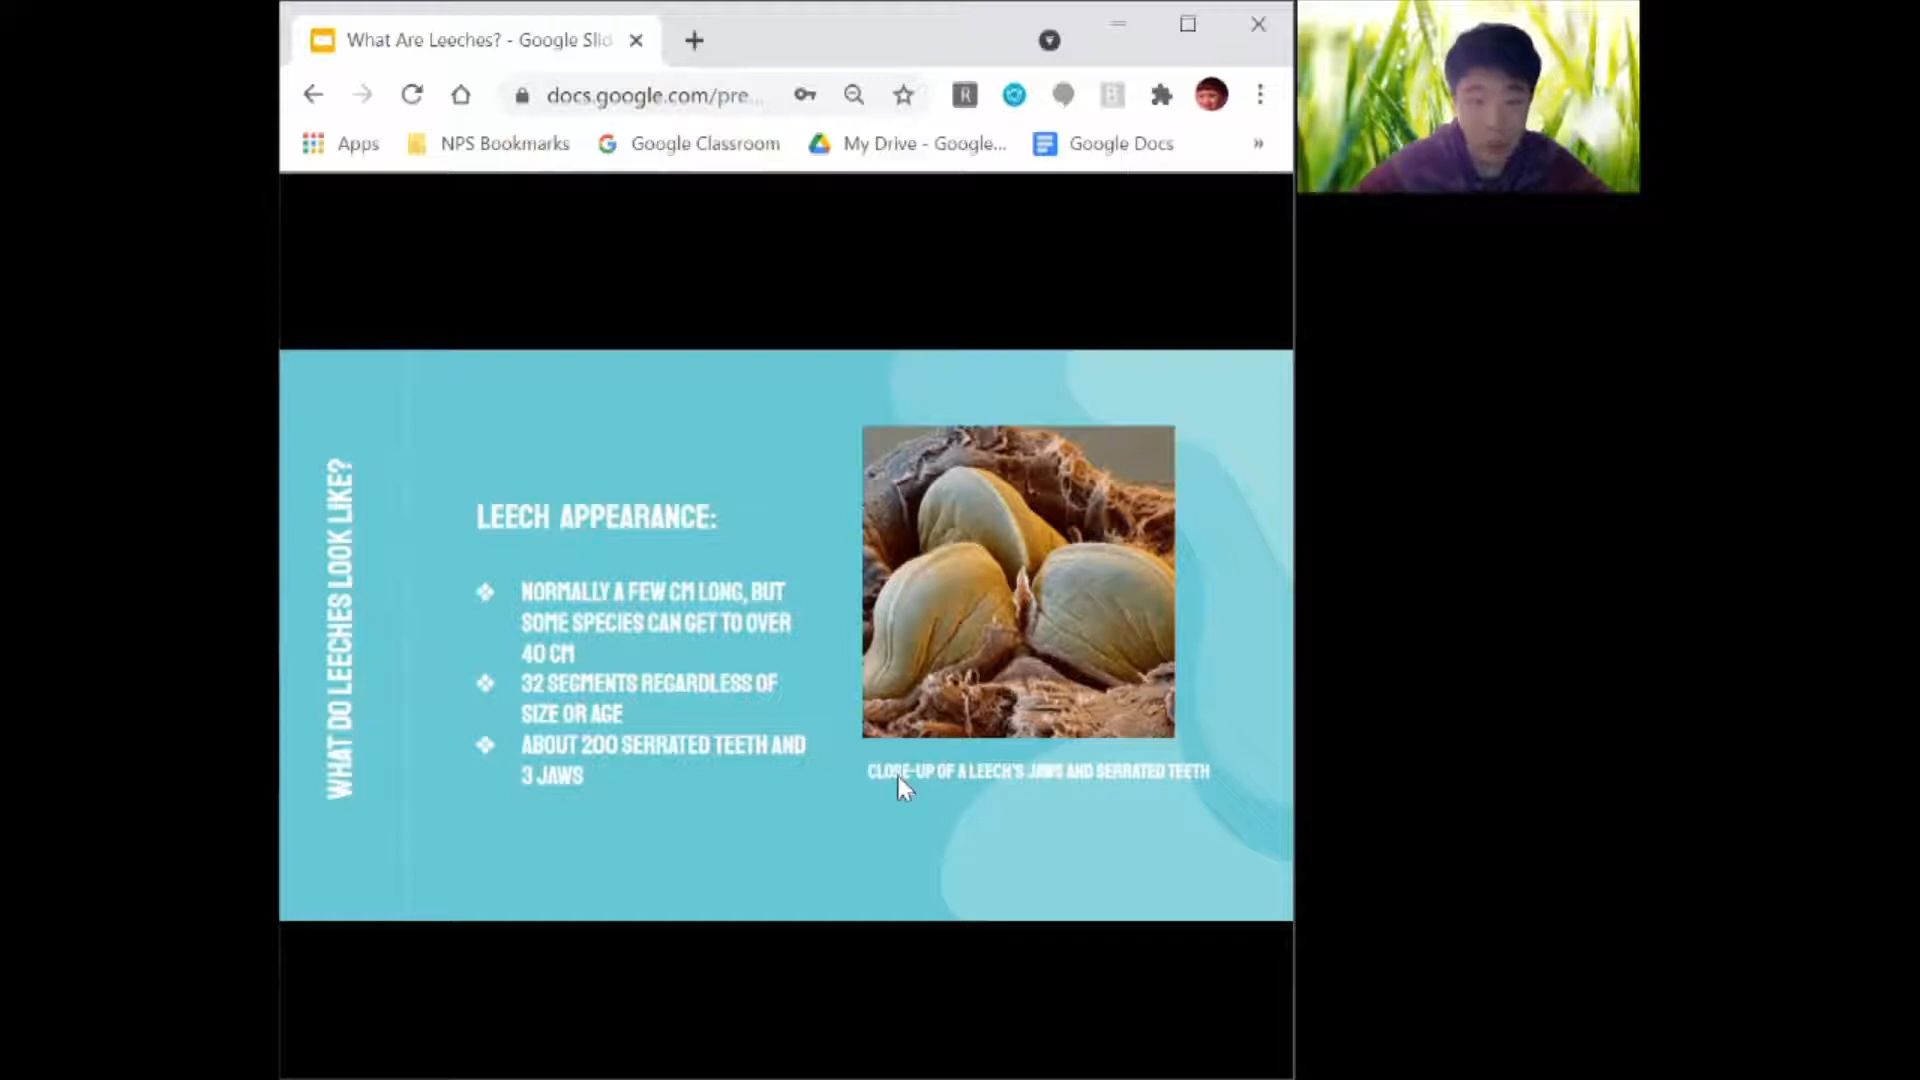 What Are Leeches? - Google Slid
docs.google.com/pre...
Apps
NPS Bookmarks
Google Classroom
My Drive - Google...
Google Docs
WHAT DO LEECHES LOOK LIKE?
LEECH APPEARANCE:
NORMALLY A FEW CM LONG, BUT
SOME SPECIES CAN GET TO OVER
40 CM
32 SEGMENTS REGARDLESS OF
SIZE OR AGE
ABOUT 200 SERRATED TEETH AND
3 JAWS
CLOSE-UP OF A LEECH'S JAWS AND SERRATED TEETH